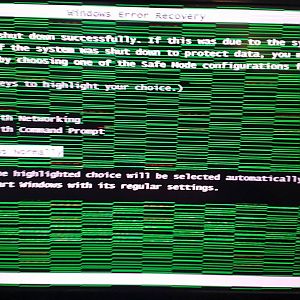 Windows Error Recovery
shut down successfully. If this was due to the sy
f the system was shut down to protect data, you m
by choosing one of the Safe Mode configurations f
eys to highlight your choice.)
th Networking
th Command Prompt
Normally
he highlighted choice will be selected automatically
art Windows with its regular settings.